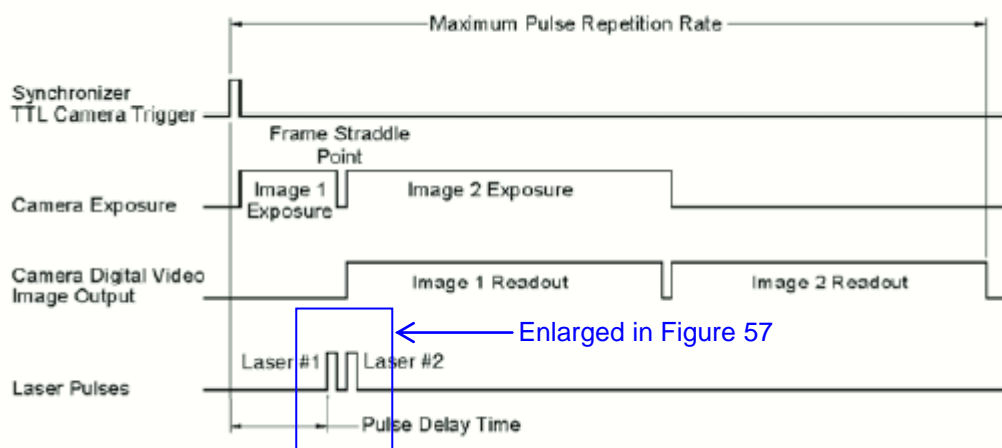 Maximum Pulse Repetition Rate
Synchronizer
TTL Camera Trigger
Frame Straddle
Point
Camera Exposure
Image 1
Exposure
Image 2 Exposure
Camera Digital Video
Image Output
Image 1 Readout
Image 2 Readout
Enlarged in Figure 57
Laser #1
Laser #2
Laser Pulses
Pulse Delay Time